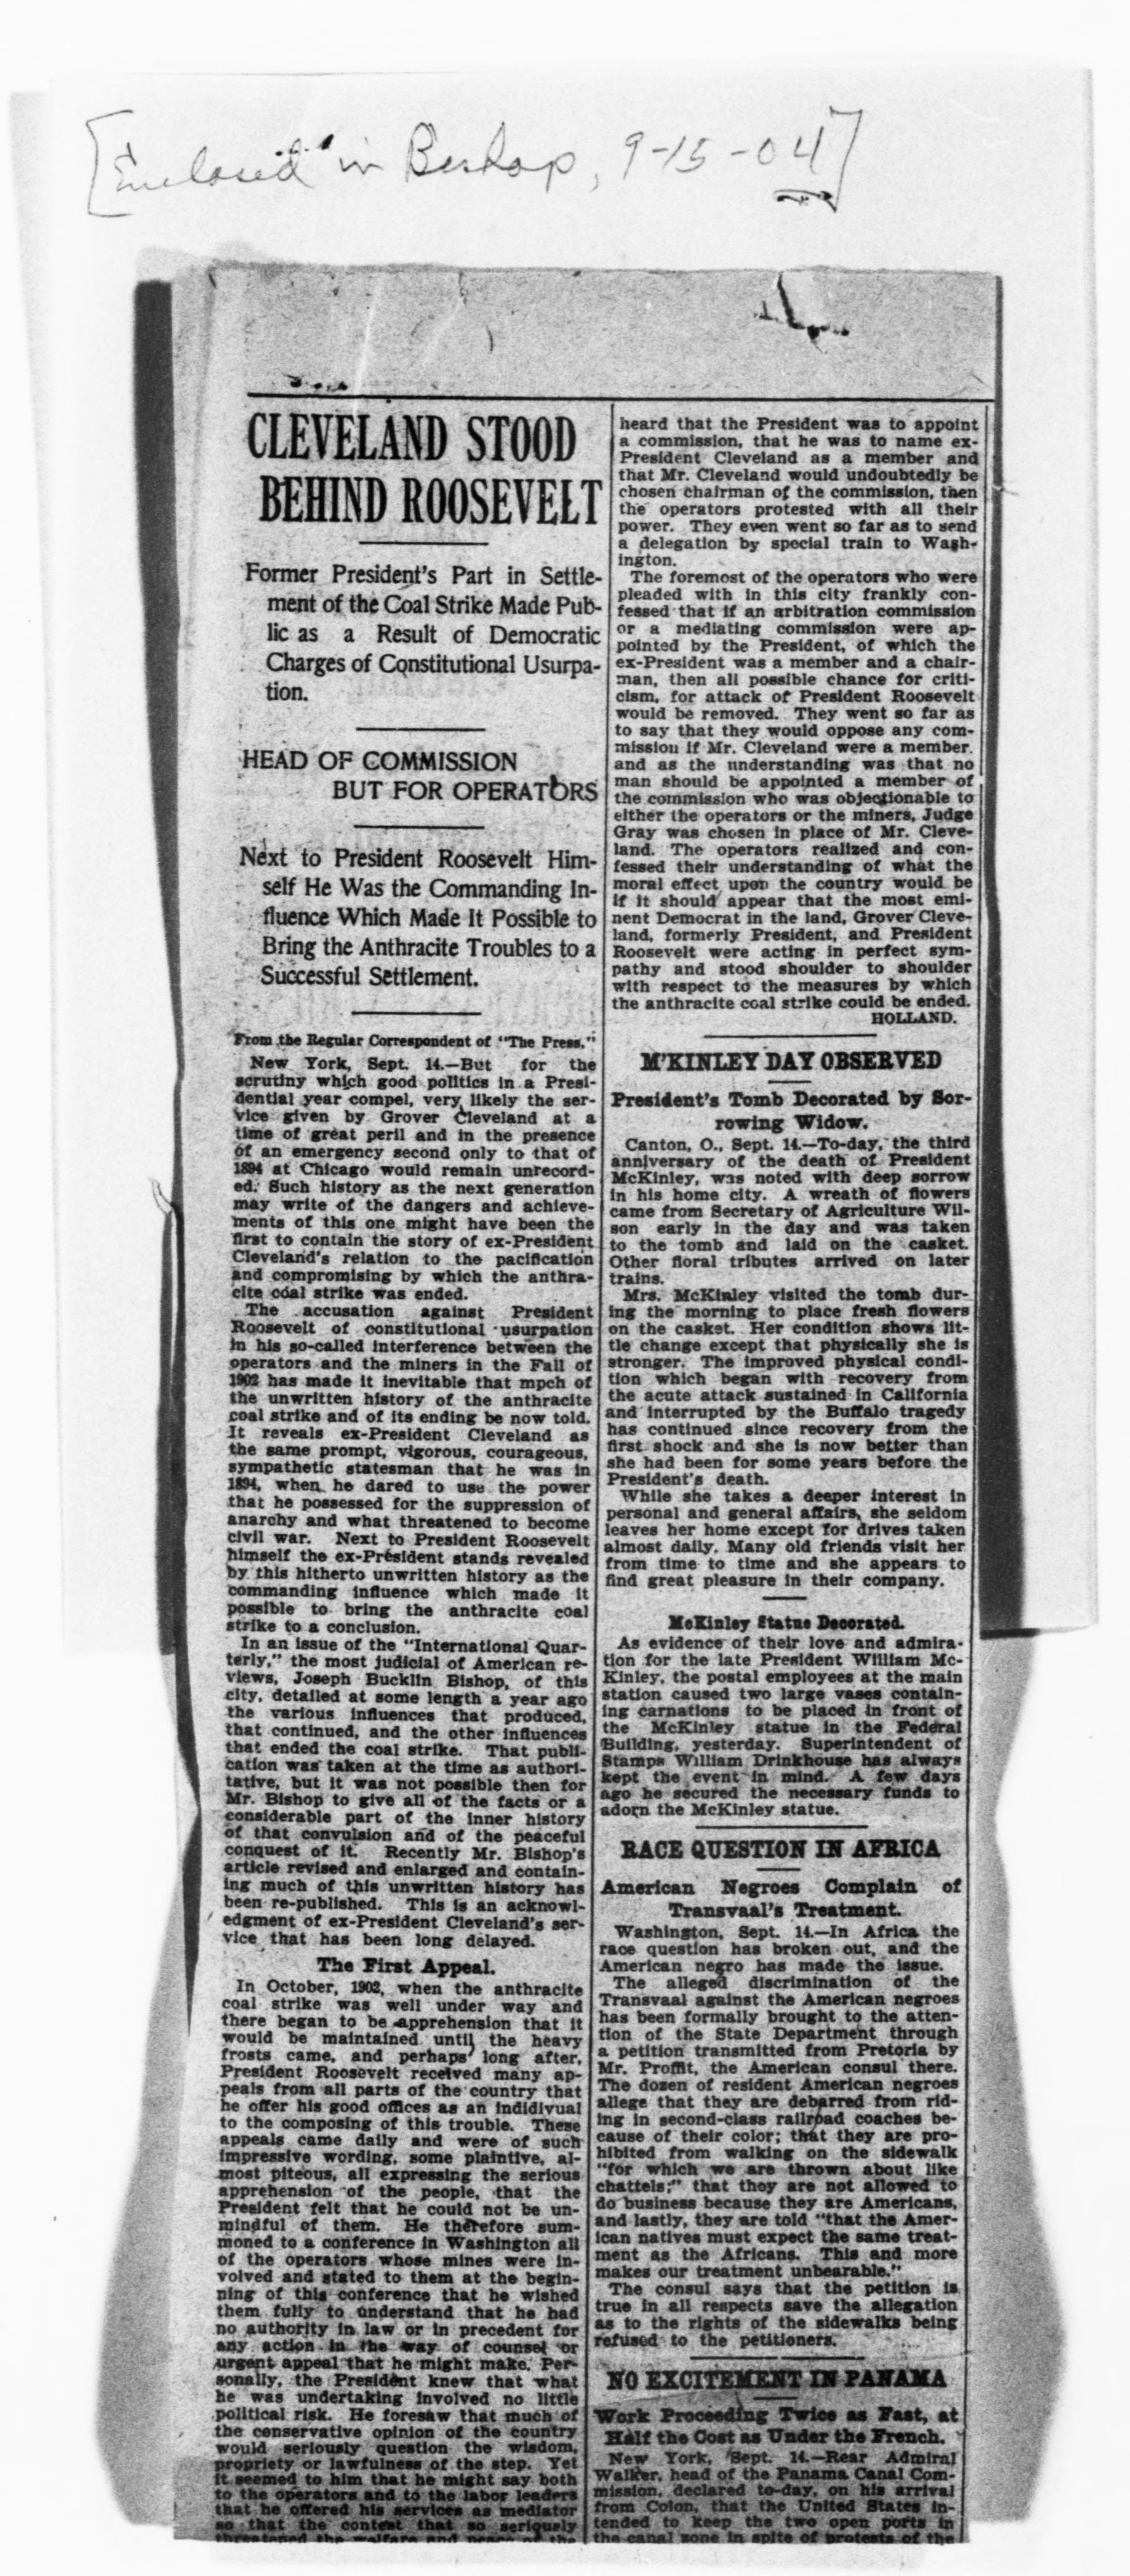 [Enclosed in Bishop, 9-15-04]
CLEVELAND STOOD
BEHIND ROOSEVELT
Former President's Part in Settle-
ment of the Coal Strike Made Pub-
lic as a Result of Democratic
Charges of Constitutional Usurpa-
tion.
HEAD OF COMMISSION
BUT FOR OPERATORS
Next to President Roosevelt Him-
self He Was the Commanding In-
fluence Which Made It Possible to
Bring the Anthracite Troubles to a
Successful Settlement.
From the Regular Correspondent of "The Press."
New York, Sept. 14.—But for the
scrutiny which good politics in a Presi-
dential year compel, very likely the ser-
vice given by Grover Cleveland at a
time of great peril and in the presence
of an emergency second only to that of
1894 at Chicago would remain unrecord-
ed. Such history as the next generation
may write of the dangers and achieve-
ments of this one might have been the
first to contain the story of ex-President
Cleveland's relation to the pacification
and compromising by which the anthra-
cite coal strike was ended.
The accusation against President
Roosevelt of constitutional usurpation
in his so-called interference between the
operators and the miners in the Fall of
1902 has made it inevitable that mpch of
the unwritten history of the anthracite
coal strike and of its ending be now told.
It reveals ex-President Cleveland as
the same prompt, vigorous, courageous,
sympathetic statesman that he was in
1894, when he dared to use the power
that he possessed for the suppression of
anarchy and what threatened to become
civil war. Next to President Roosevelt
himself the ex-President stands revealed
by this hitherto unwritten history as the
commanding influence which made it
possible to bring the anthracite coal
strike to a conclusion.
In an issue of the "International Quar-
terly," the most judicial of American re-
views, Joseph Bucklin Bishop, of this
city, detailed at some length a year ago
the various influences that produced,
that continued, and the other influences
that ended the coal strike. That publi-
cation was taken at the time as authori-
tative, but it was not possible then for
Mr. Bishop to give all of the facts or a
considerable part of the inner history
of that convulsion and of the peaceful
conquest of it. Recently Mr. Bishop's
article revised and enlarged and contain-
ing much of this unwritten history has
been re-published. This is an acknowl-
edgment of ex-President Cleveland's ser-
vice that has been long delayed.
The First Appeal.
In October, 1902, when the anthracite
coal strike was well under way and
there began to be apprehension that it
would be maintained until the heavy
frosts came, and perhaps long after,
President Roosevelt received many ap-
peals from all parts of the country that
he offer his good offices as an indidivual
to the composing of this trouble. These
appeals came daily and were of such
impressive wording, some plaintive, al-
most piteous, all expressing the serious
apprehension of the people, that the
President felt that he could not be un-
mindful of them. He therefore sum-
moned to a conference in Washington all
of the operators whose mines were in-
volved and stated to them at the begin-
ning of this conference that he wished
them fully to understand that he had
no authority in law or in precedent for
any action in the way of counsel or
urgent appeal that he might make. Per-
sonally, the President knew that what
he was undertaking involved no little
political risk. He foresaw that much of
the conservative opinion of the country
would seriously question the wisdom,
propriety or lawfulness of the step. Yet
it seemed to him that he might say both
to the operators and to the labor leaders
that he offered his services as mediator
so that the contest that so seriously
threatened the welfare and peace of the
heard that the President was to appoint
a commission, that he was to name ex-
President Cleveland as a member and
that Mr. Cleveland would undoubtedly be
chosen chairman of the commission, then
the operators protested with all their
power. They even went so far as to send
a delegation by special train to Wash-
ington.
The foremost of the operators who were
pleaded with in this city frankly con-
fessed that if an arbitration commission
or a mediating commission were ap-
pointed by the President, of which the
ex-President was a member and a chair-
man, then all possible chance for criti-
cism, for attack of President Roosevelt
would be removed. They went so far as
to say that they would oppose any com-
mission if Mr. Cleveland were a member.
and as the understanding was that no
man should be appointed a member of
the commission who was objectionable to
either the operators or the miners, Judge
Gray was chosen in place of Mr. Cleve-
land. The operators realized and con-
fessed their understanding of what the
moral effect upon the country would be
if it should appear that the most emi-
nent Democrat in the land, Grover Cleve-
land, formerly President, and President
Roosevelt were acting in perfect sym-
pathy and stood shoulder to shoulder
with respect to the measures by which
the anthracite coal strike could be ended.
HOLLAND.
M'KINLEY DAY OBSERVED
President's Tomb Decorated by Sor-
rowing Widow.
Canton, O., Sept. 14.—To-day, the third
anniversary of the death of President
McKinley, was noted with deep sorrow
in his home city. A wreath of flowers
came from Secretary of Agriculture Wil-
son early in the day and was taken
to the tomb and laid on the casket.
Other floral tributes arrived on later
trains.
Mrs. McKinley visited the tomb dur-
ing the morning to place fresh flowers
on the casket. Her condition shows lit-
tle change except that physically she is
stronger. The improved physical condi-
tion which began with recovery from
the acute attack sustained in California
and interrupted by the Buffalo tragedy
has continued since recovery from the
first shock and she is now better than
she had been for some years before the
President's death.
While she takes a deeper interest in
personal and general affairs, she seldom
leaves her home except for drives taken
almost daily. Many old friends visit her
from time to time and she appears to
find great pleasure in their company.
McKinley Statue Decorated.
As evidence of their love and admira-
tion for the late President William Mc-
Kinley, the postal employees at the main
station caused two large vases contain-
ing carnations to be placed in front of
the McKinley statue in the Federal
Building, yesterday. Superintendent of
Stamps William Drinkhouse has always
kept the event in mind. A few days
ago he secured the necessary funds to
adorn the McKinley statue.
RACE QUESTION IN AFRICA
American Negroes Complain of
Transvaal's Treatment.
Washington, Sept. 14.—In Africa the
race question has broken out, and the
American negro has made the issue.
The alleged discrimination of the
Transvaal against the American negroes
has been formally brought to the atten-
tion of the State Department through
a petition transmitted from Pretoria by
Mr. Proffit, the American consul there.
The dozen of resident American negroes
allege that they are debarred from rid-
ing in second-class railroad coaches be-
cause of their color; that they are pro-
hibited from walking on the sidewalk
"for which we are thrown about like
chattels;" that they are not allowed to
do business because they are Americans,
and lastly, they are told "that the Amer-
ican natives must expect the same treat-
ment as the Africans. This and more
makes our treatment unbearable."
The consul says that the petition is
true in all respects save the allegation
as to the rights of the sidewalks being
refused to the petitioners.
NO EXCITEMENT IN PANAMA
Work Proceeding Twice as Fast, at
Half the Cost as Under the French.
New York, Sept. 14.—Rear Admiral
Walker, head of the Panama Canal Com-
mission, declared to-day, on his arrival
from Colon, that the United States in-
tended to keep the two open ports in
the canal zone in spite of protests of the